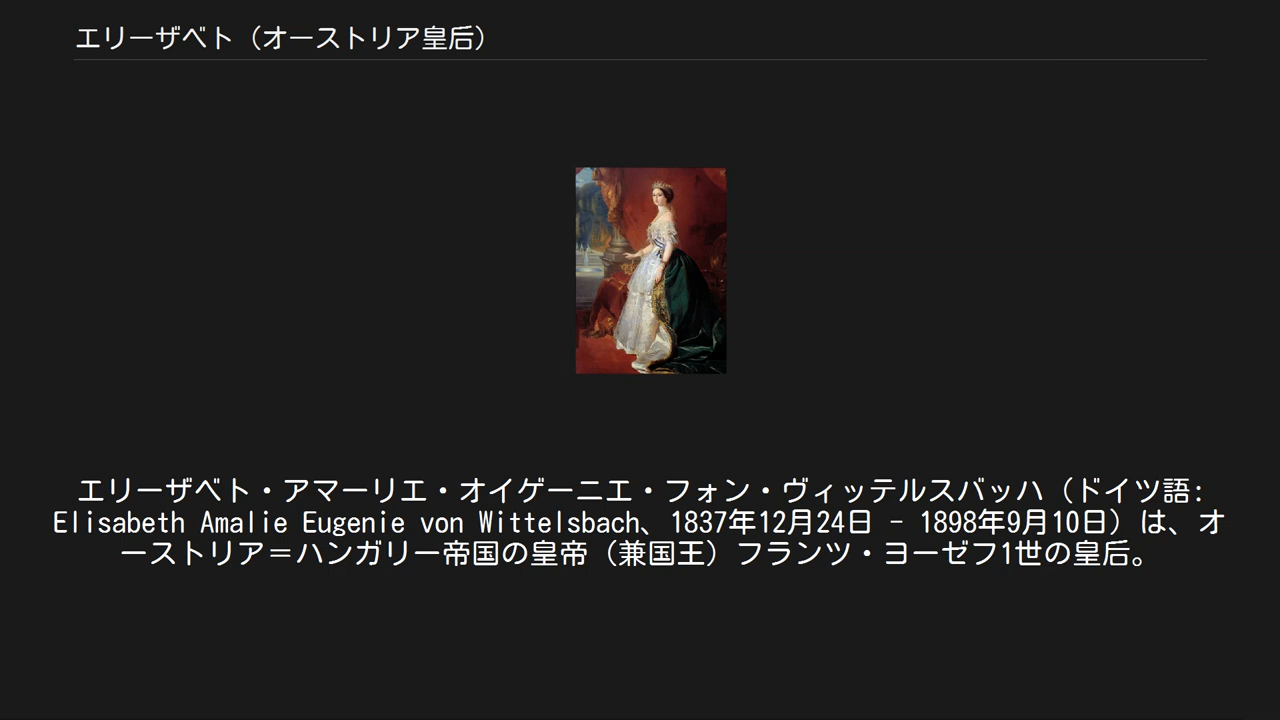 エリーザベト（オーストリア皇后）
エリーザベト・アマーリエ・オイゲーニエ・フォン・ヴィッテルスバッハ（ドイツ語:
Elisabeth Amalie Eugenie von Wittelsbach、1837年12月24日 - 1898年9月10日）は、オ
ーストリア＝ハンガリー帝国の皇帝（兼国王）フランツ・ヨーゼフ1世の皇后。